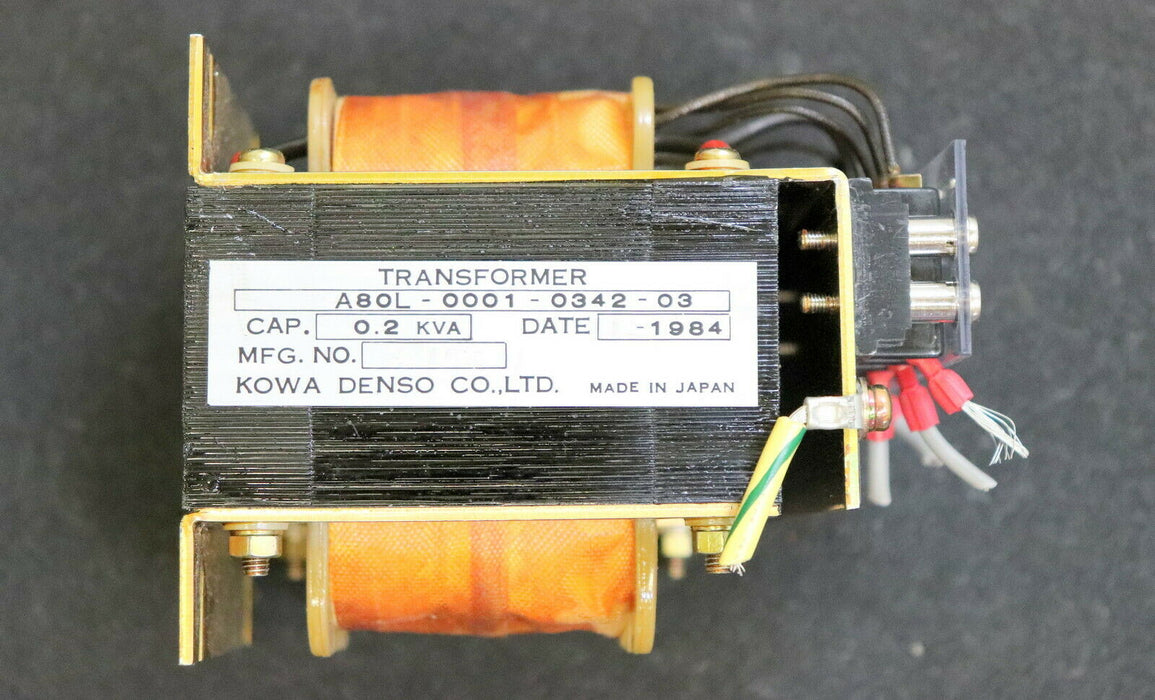 TRANSFORMER
A80L-0001-0342-03
CAP. 0.2 KVA DATE -1984
MFG. NO.
KOWA DENSO CO.,LTD. MADE IN JAPAN